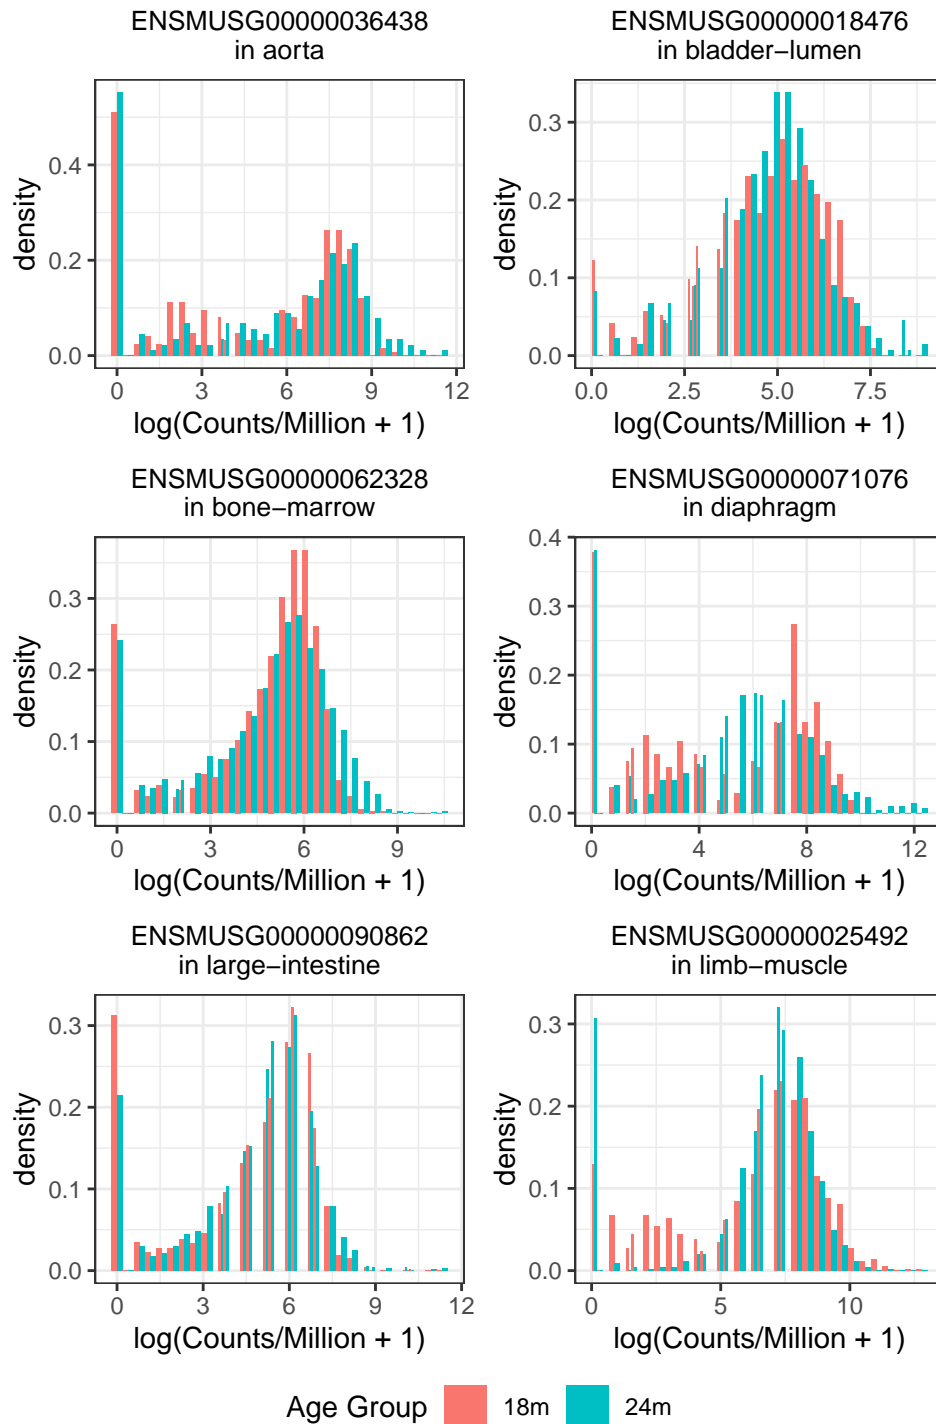 ENSMUSG00000036438
in aorta
0.4
0.2
0.0
density
0 3 6 9 12
log(Counts/Million + 1)
ENSMUSG00000018476
in bladder−lumen
0.3
0.2
0.1
0.0
density
0.0 2.5 5.0 7.5
log(Counts/Million + 1)
ENSMUSG00000062328
in bone−marrow
0.3
0.2
0.1
0.0
density
0 3 6 9
log(Counts/Million + 1)
ENSMUSG00000071076
in diaphragm
0.4
0.3
0.2
0.1
0.0
density
0 4 8 12
log(Counts/Million + 1)
ENSMUSG00000090862
in large−intestine
0.3
0.2
0.1
0.0
density
0 3 6 9 12
log(Counts/Million + 1)
ENSMUSG00000025492
in limb−muscle
0.3
0.2
0.1
0.0
density
0 5 10
log(Counts/Million + 1)
Age Group 18m 24m